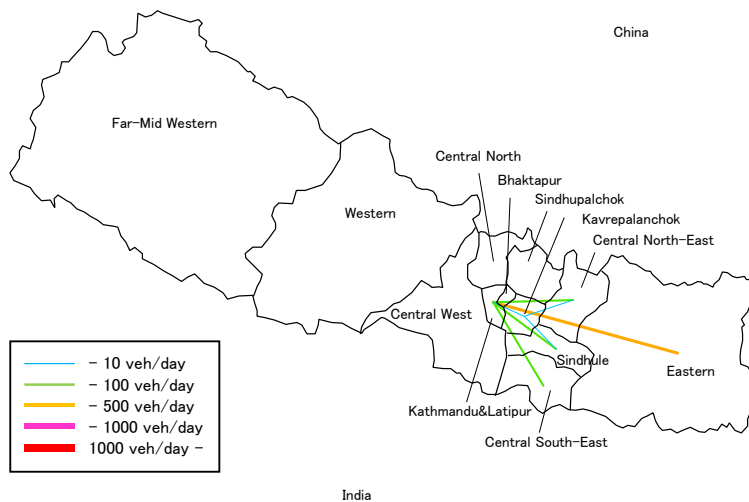 China
Far-Mid Western
Central North
Bhaktapur
Sindhupalchok
Western
Kavrepalanchok
Central North-East
Central West
- 10 veh/day
- 100 veh/day
- 500 veh/day
- 1000 veh/day
1000 veh/day -
Sindhule
Eastern
Kathmandu&Latipur
Central South-East
India